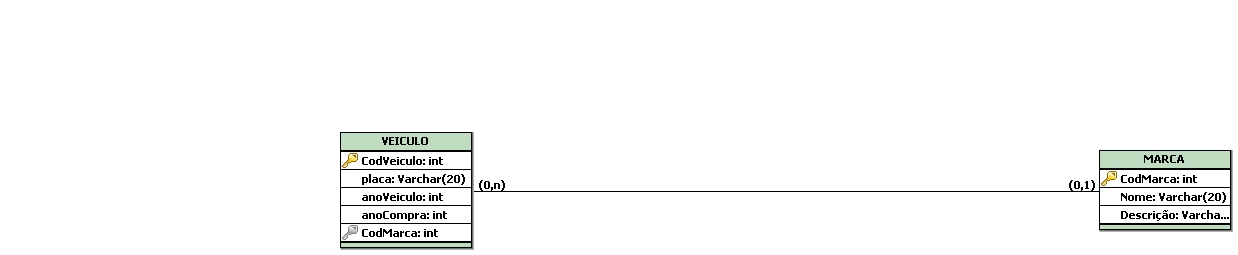 VEICULO
CodVeiculo: int
placa: Varchar(20)
anoVeiculo: int
anoCompra: int
CodMarca: int
(0,n)
(0,1)
MARCA
CodMarca: int
Nome: Varchar(20)
Descrição: Varcha...